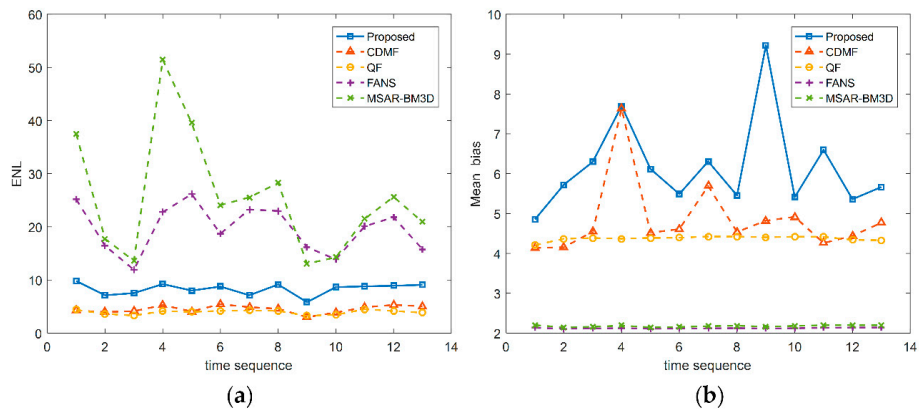 60
50
40
30
20
10
0
ENL
0 2 4 6 8 10 12 14
time sequence
Proposed
CDMF
QF
FANS
MSAR-BM3D
(a)
10
9
8
7
6
5
4
3
2
Mean bias
0 2 4 6 8 10 12 14
time sequence
Proposed
CDMF
QF
FANS
MSAR-BM3D
(b)